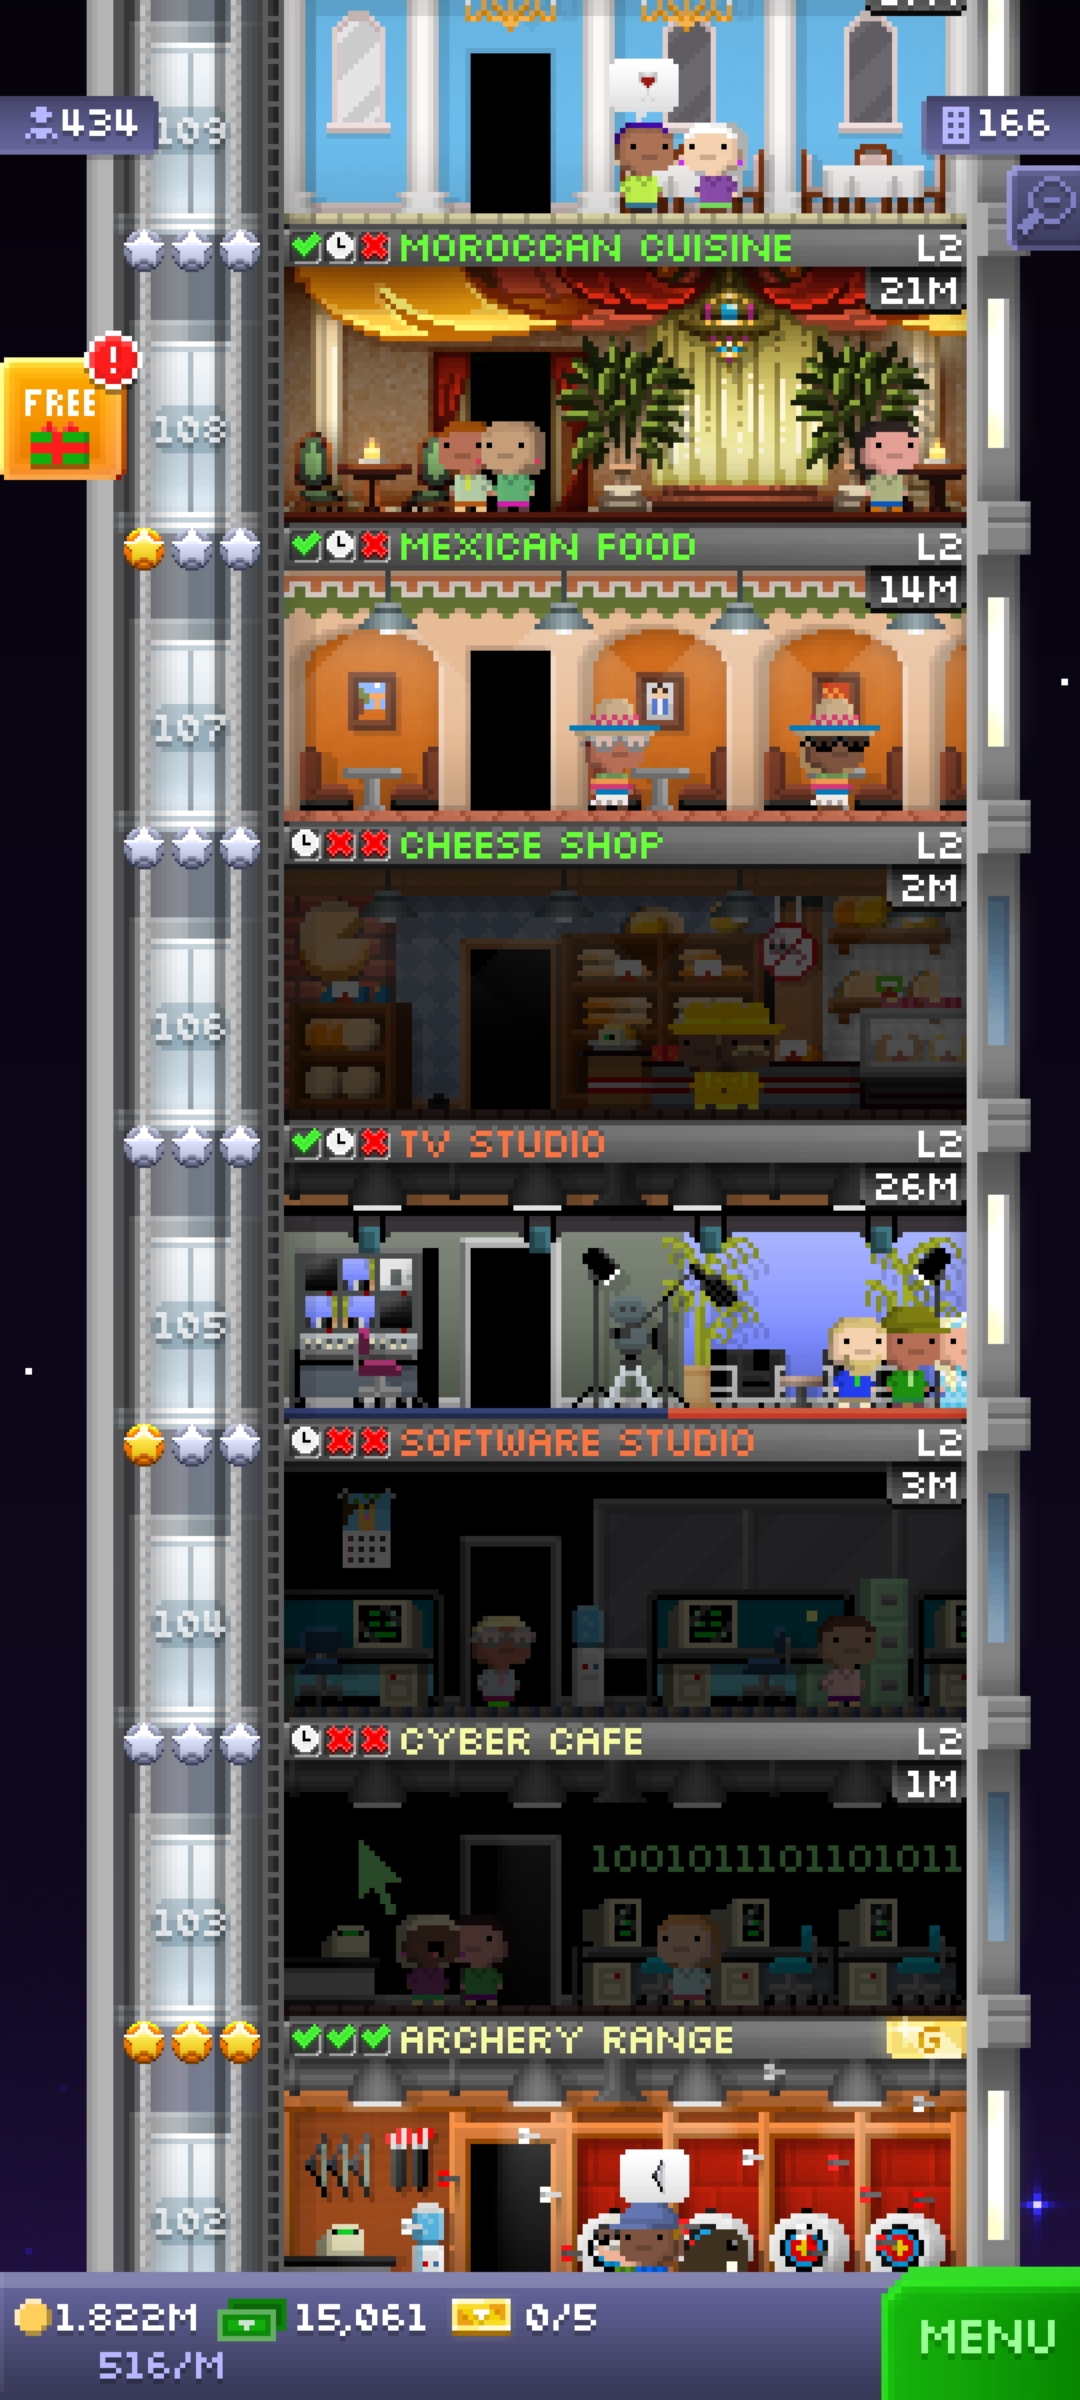 434
109
166
MOROCCAN CUISINE L2
21M
FREE
!
108
MEXICAN FOOD L2
14M
107
CHEESE SHOP L2
2M
106
TV STUDIO L2
26M
105
SOFTWARE STUDIO L2
3M
104
CYBER CAFE L2
1M
1001011101101011
103
ARCHERY RANGE G
102
1.822M 15,061 0/5
516/M
MENU